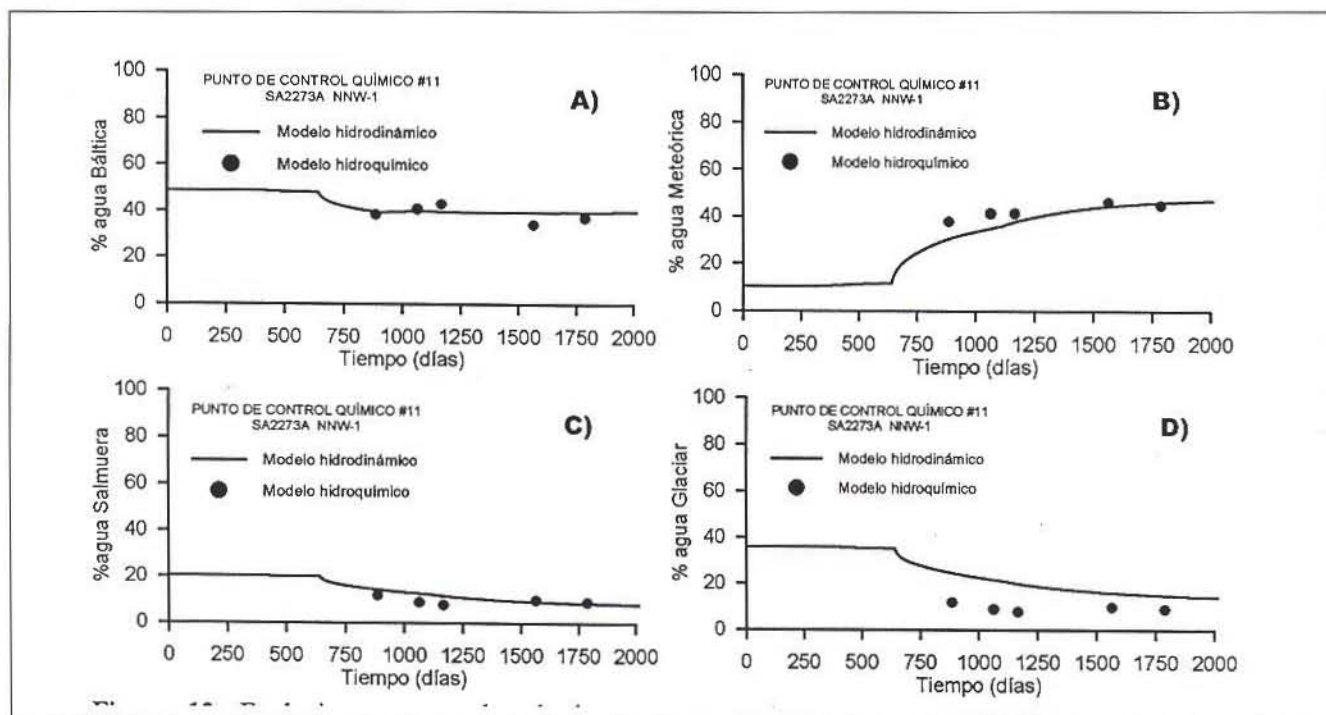 PUNTO DE CONTROL QUÍMICO #11
SA2273A NNW-1
A)
Modelo hidrodinámico
Modelo hidroquímico
% agua Báltica
100
80
60
40
20
0
0 250 500 750 1000 1250 1500 1750 2000
Tiempo (días)
PUNTO DE CONTROL QUÍMICO #11
SA2273A NNW-1
B)
Modelo hidrodinámico
Modelo hidroquímico
% agua Meteórica
100
80
60
40
20
0
0 250 500 750 1000 1250 1500 1750 2000
Tiempo (días)
PUNTO DE CONTROL QUÍMICO #11
SA2273A NNW-1
C)
Modelo hidrodinámico
Modelo hidroquímico
%agua Salmuera
100
80
60
40
20
0
0 250 500 750 1000 1250 1500 1750 2000
Tiempo (días)
PUNTO DE CONTROL QUÍMICO #11
SA2273A NNW-1
D)
Modelo hidrodinámico
Modelo hidroquímico
% agua Glaciar
100
80
60
40
20
0
0 250 500 750 1000 1250 1500 1750 2000
Tiempo (días)